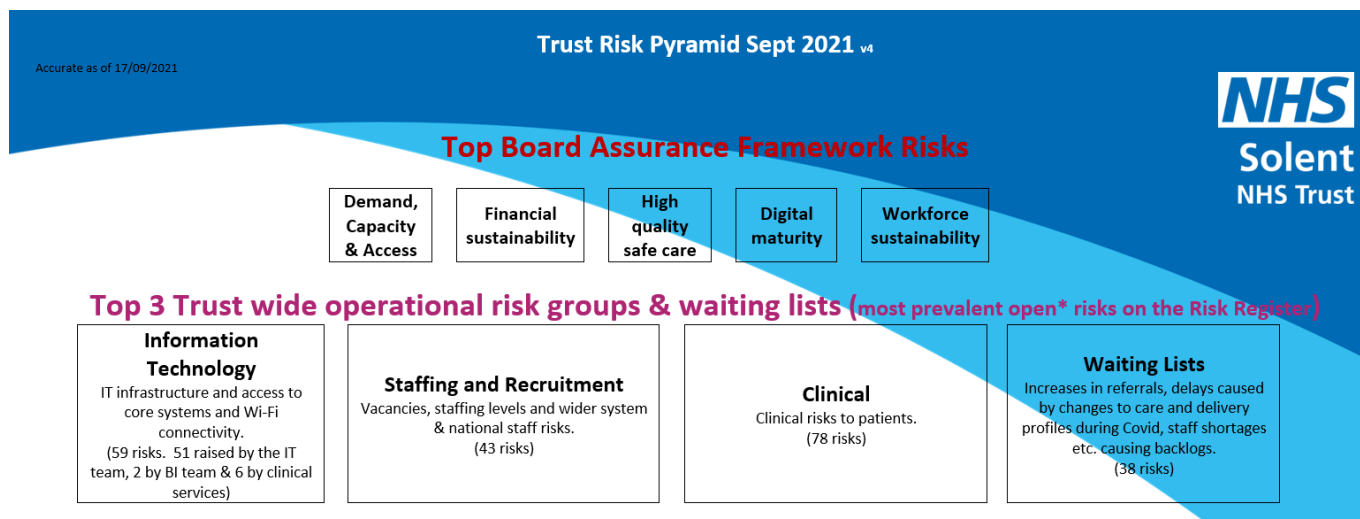 Trust Risk Pyramid Sept 2021 v4
Accurate as of 17/09/2021
NHS
Solent
NHS Trust
Top Board Assurance Framework Risks
Demand,
Capacity
& Access
Financial
sustainability
High
quality
safe care
Digital
maturity
Workforce
sustainability
Top 3 Trust wide operational risk groups & waiting lists (most prevalent open* risks on the Risk Register)
Information
Technology
IT infrastructure and access to
core systems and Wi-Fi
connectivity.
(59 risks. 51 raised by the IT
team, 2 by BI team & 6 by clinical
services)
Staffing and Recruitment
Vacancies, staffing levels and wider system
& national staff risks.
(43 risks)
Clinical
Clinical risks to patients.
(78 risks)
Waiting Lists
Increases in referrals, delays caused
by changes to care and delivery
profiles during Covid, staff shortages
etc. causing backlogs.
(38 risks)